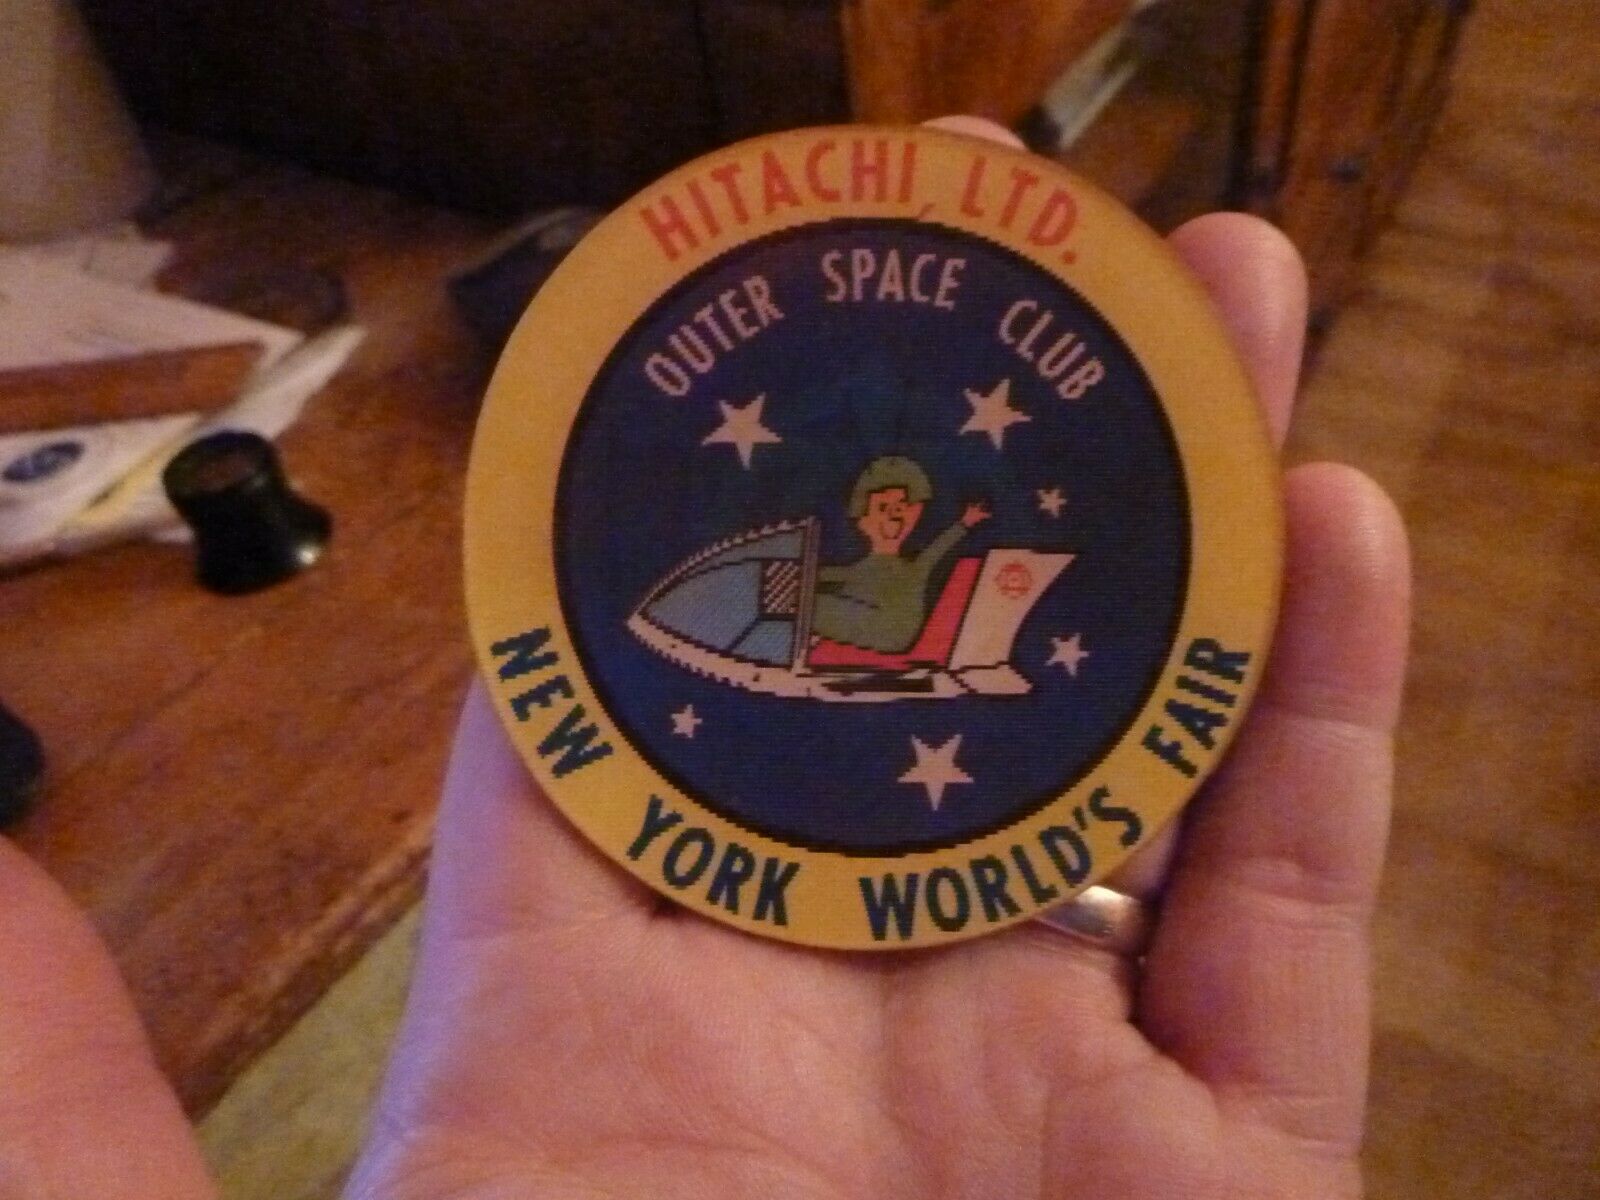 HITACHI, LTD.
OUTER SPACE CLUB
NEW YORK WORLD'S FAIR